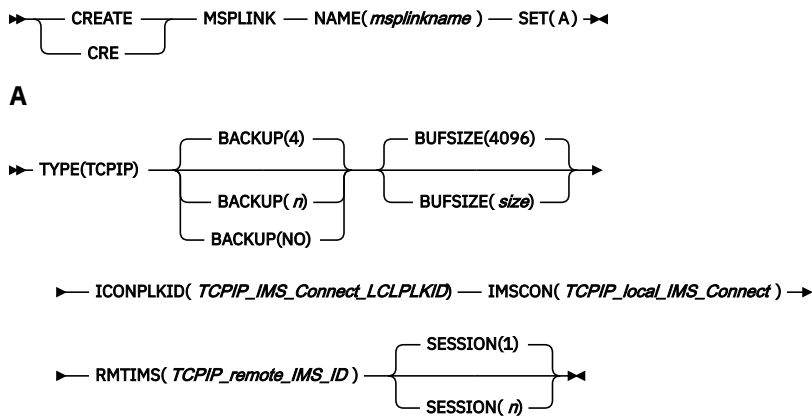 CREATE MSPLINK NAME( msplinkname ) SET( A )
CRE
A
BACKUP(4) BUFSIZE(4096)
TYPE(TCPIP)
BACKUP( n) BUFSIZE( size)
BACKUP(NO)
ICONPLKID( TCPIP_IMS_Connect_LCLPLKID) IMSCON( TCPIP_local_IMS_Connect )
SESSION(1)
RMTIMS( TCPIP_remote_IMS_ID )
SESSION( n)